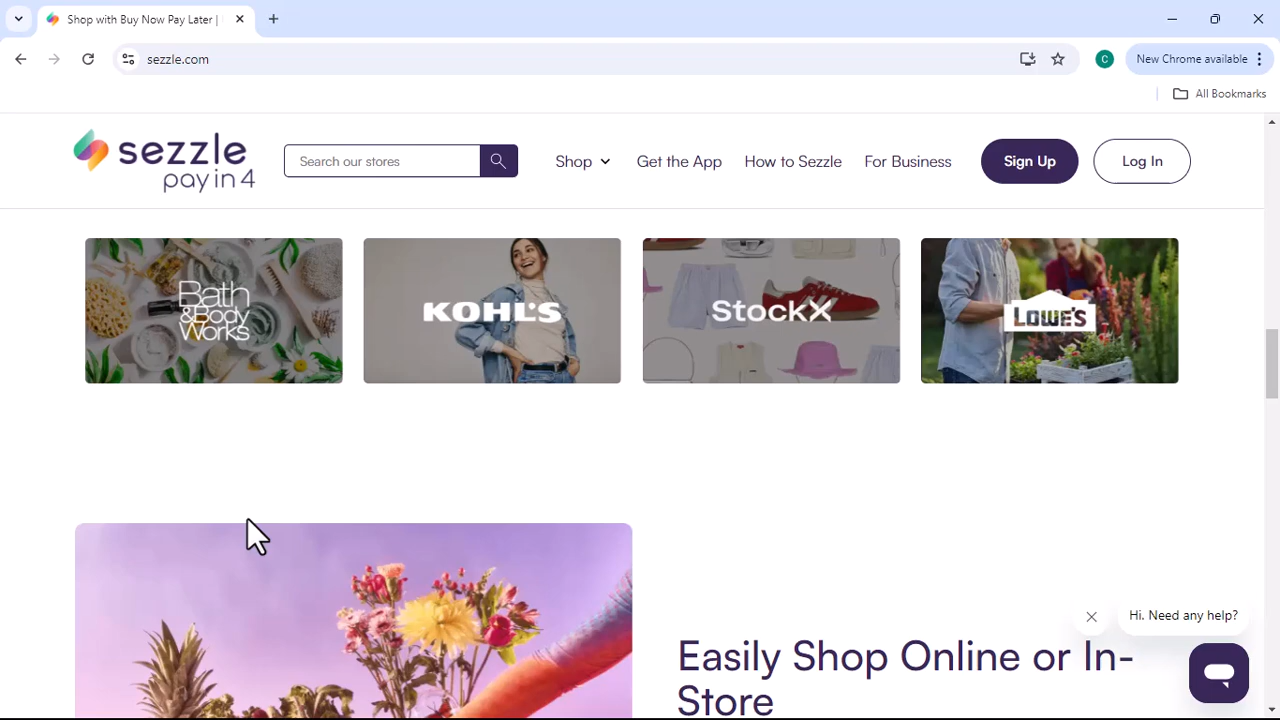 Shop with Buy Now Pay Later |
sezzle.com
New Chrome available
All Bookmarks
sezzle
pay in 4
Search our stores
Shop
Get the App
How to Sezzle
For Business
Sign Up
Log In
C
Bath
&Body
Works
KOHL'S
StockX
LOWE'S
Hi. Need any help?
Easily Shop Online or In-
Store